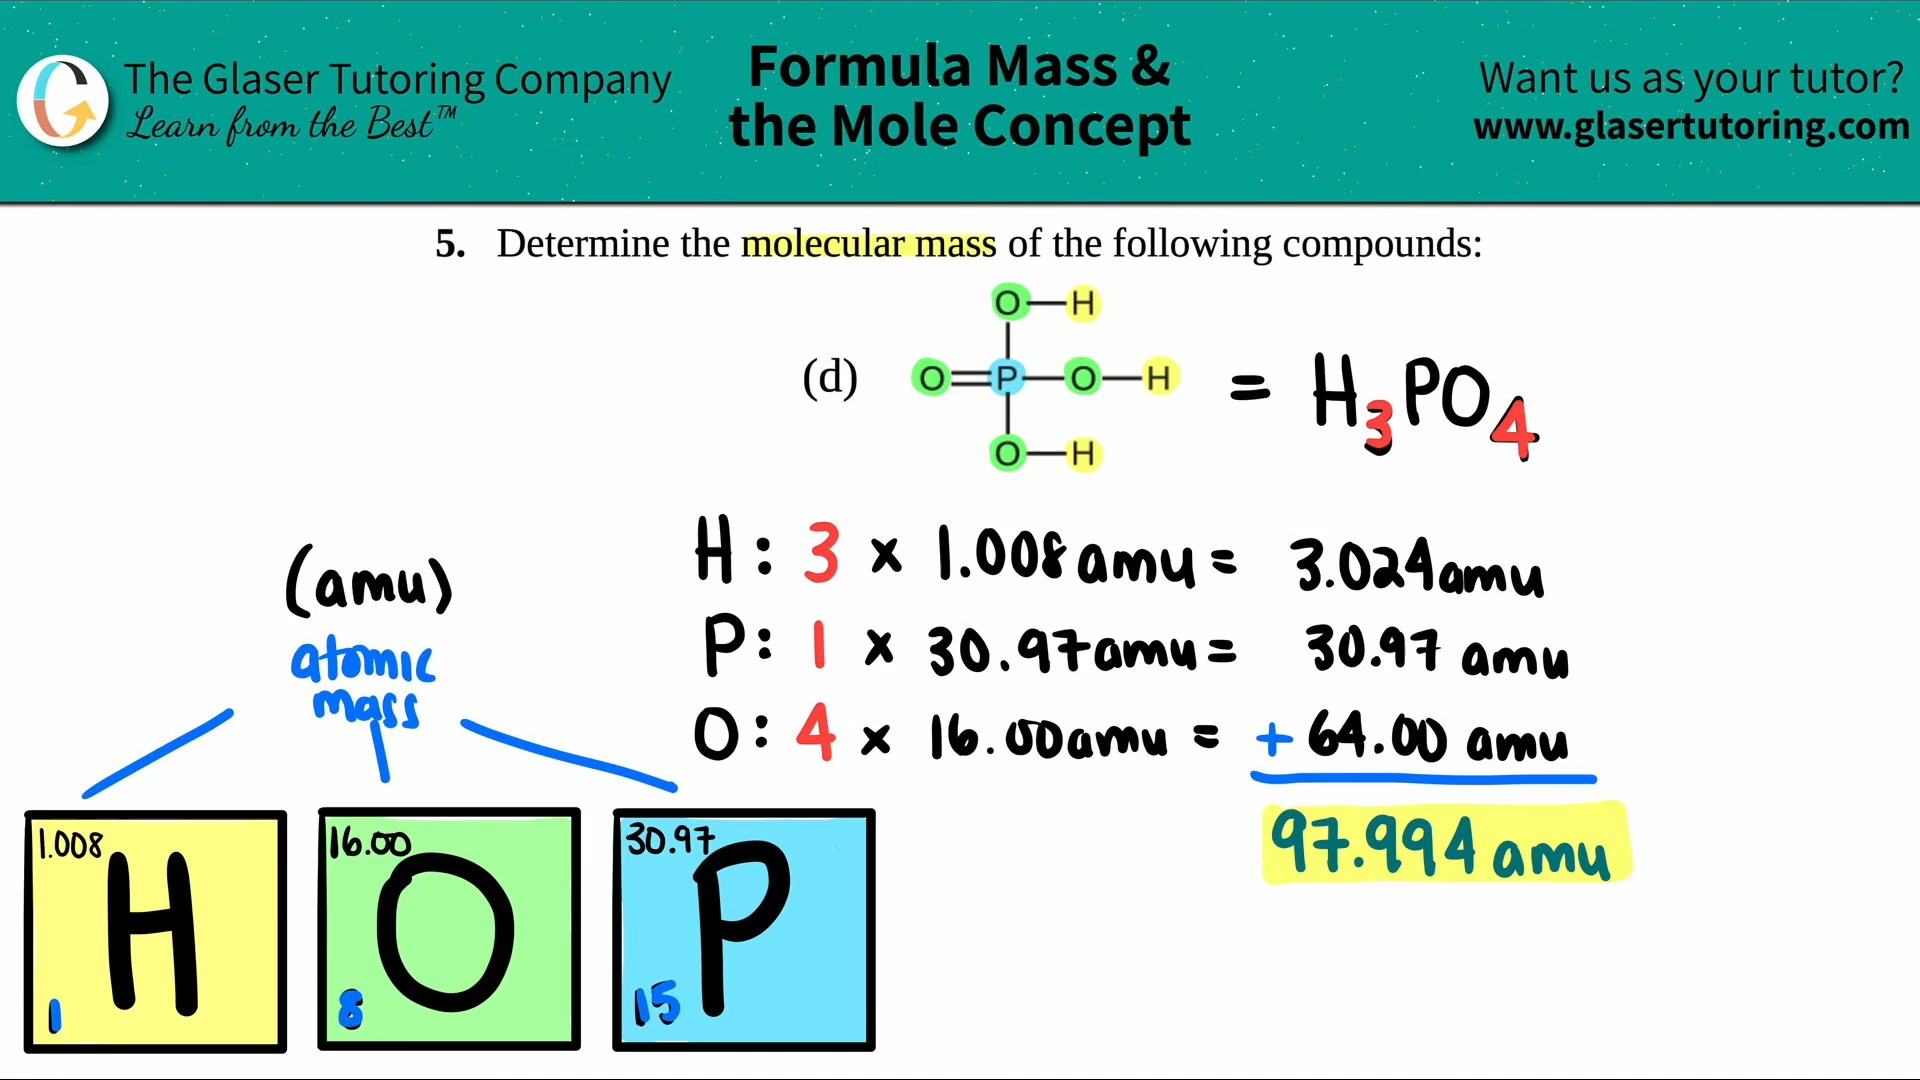 The Glaser Tutoring Company
Learn from the Best™
Formula Mass &
the Mole Concept
Want us as your tutor?
www.glasertutoring.com
5. Determine the molecular mass of the following compounds:
O H
(d) O P O H = H3PO4
O H
H: 3 x 1.008 amu = 3.024 amu
P: 1 x 30.97 amu = 30.97 amu
O: 4 x 16.00 amu = + 64.00 amu
97.994 amu
(amu)
atomic
mass
1.008
H
1
16.00
O
8
30.97
P
15